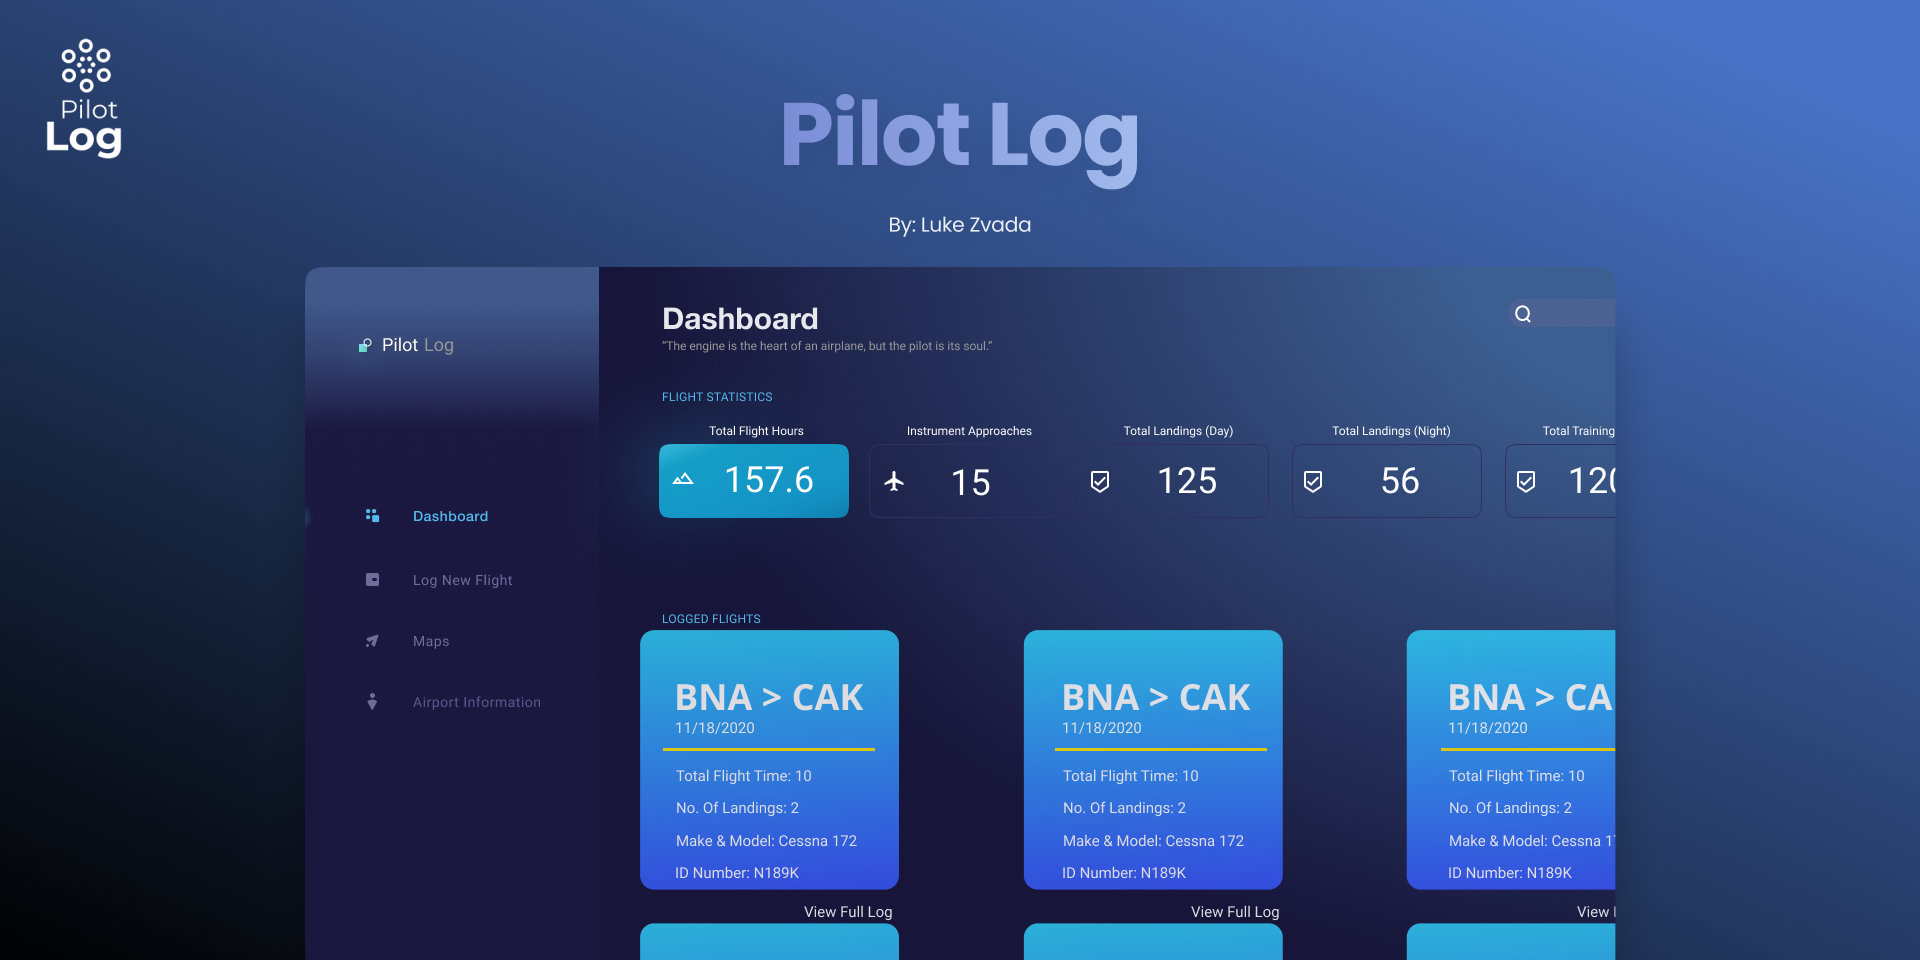 Pilot
Log
Pilot Log
By: Luke Zvada
Pilot Log
Dashboard
Log New Flight
Maps
Airport Information
Dashboard
"The engine is the heart of an airplane, but the pilot is its soul."
FLIGHT STATISTICS
Total Flight Hours
157.6
Instrument Approaches
15
Total Landings (Day)
125
Total Landings (Night)
56
Total Training
120
LOGGED FLIGHTS
BNA > CAK
11/18/2020
Total Flight Time: 10
No. Of Landings: 2
Make & Model: Cessna 172
ID Number: N189K
View Full Log
BNA > CAK
11/18/2020
Total Flight Time: 10
No. Of Landings: 2
Make & Model: Cessna 172
ID Number: N189K
View Full Log
BNA > CA
11/18/2020
Total Flight Time: 10
No. Of Landings: 2
Make & Model: Cessna 1
ID Number: N189K
View